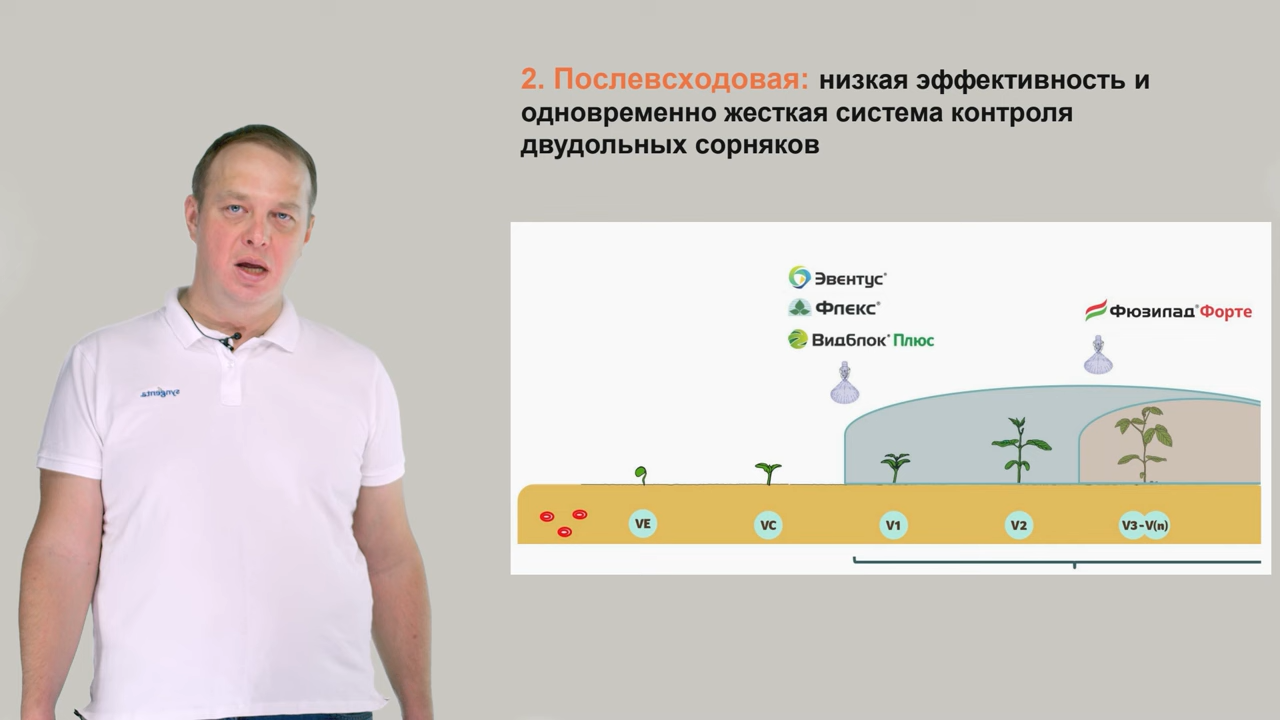 2. Послевсходовая: низкая эффективность и
одновременно жесткая система контроля
двудольных сорняков
Эвентус®
Флекс®
Видблок® Плюс
Фюзилад® Форте
syngenta
VE
VC
V1
V2
V3-V(n)